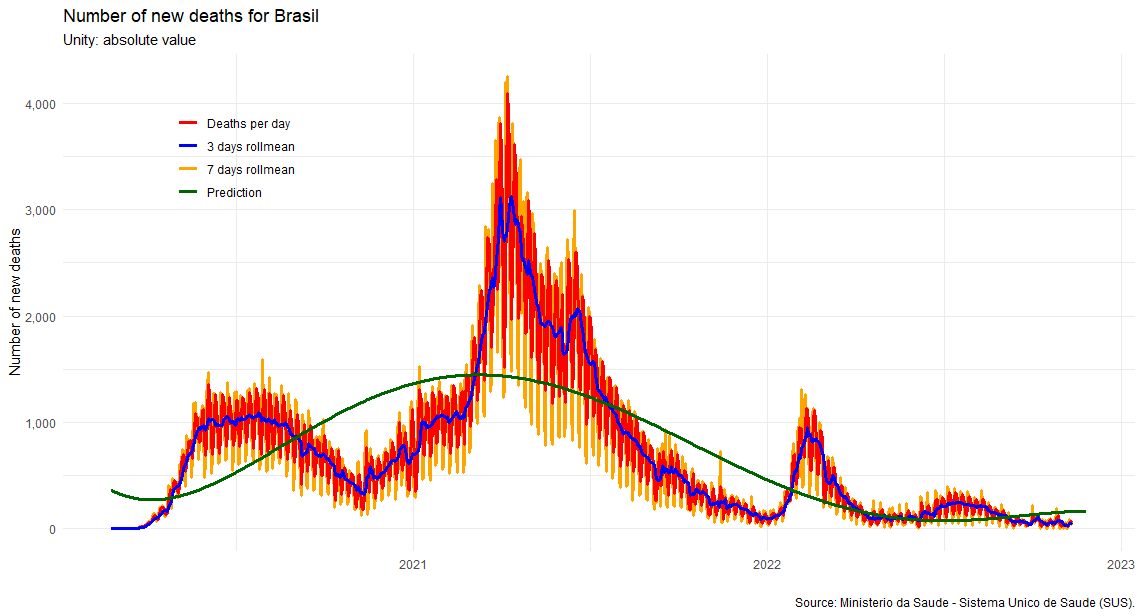 Number of new deaths for Brasil
Unity: absolute value
4,000
3,000
2,000
1,000
0
Number of new deaths
Deaths per day
3 days rollmean
7 days rollmean
Prediction
2021
2022
2023
Source: Ministerio da Saude - Sistema Unico de Saude (SUS).